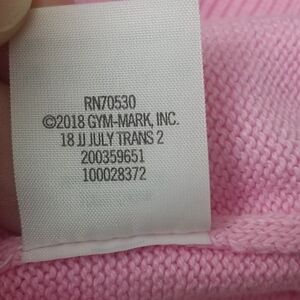 RN70530
©2018 GYM-MARK, INC.
18 JJ JULY TRANS 2
200359651
100028372